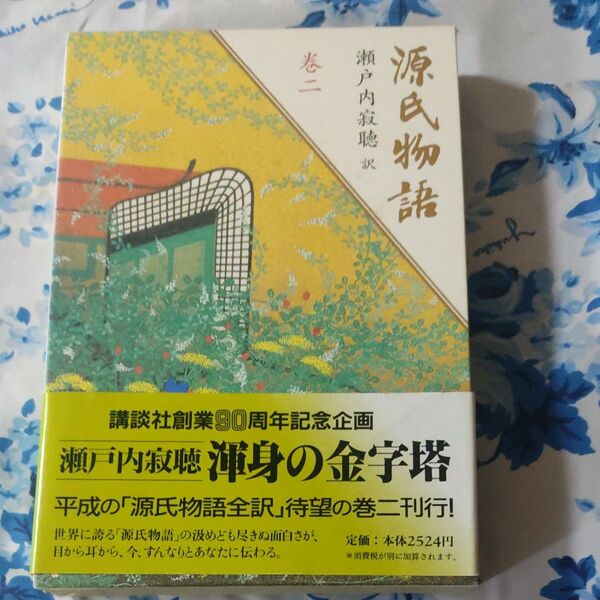 源氏物語
瀬戸内寂聴 訳
巻二
講談社創業90周年記念企画
瀬戸内寂聴 渾身の金字塔
平成の「源氏物語全訳」待望の巻二刊行!
世界に誇る「源氏物語」の汲めども尽きぬ面白さが、
目から耳から、今、すんなりとあなたに伝わる。
定価:本体2524円
※消費税が別に加算されます。